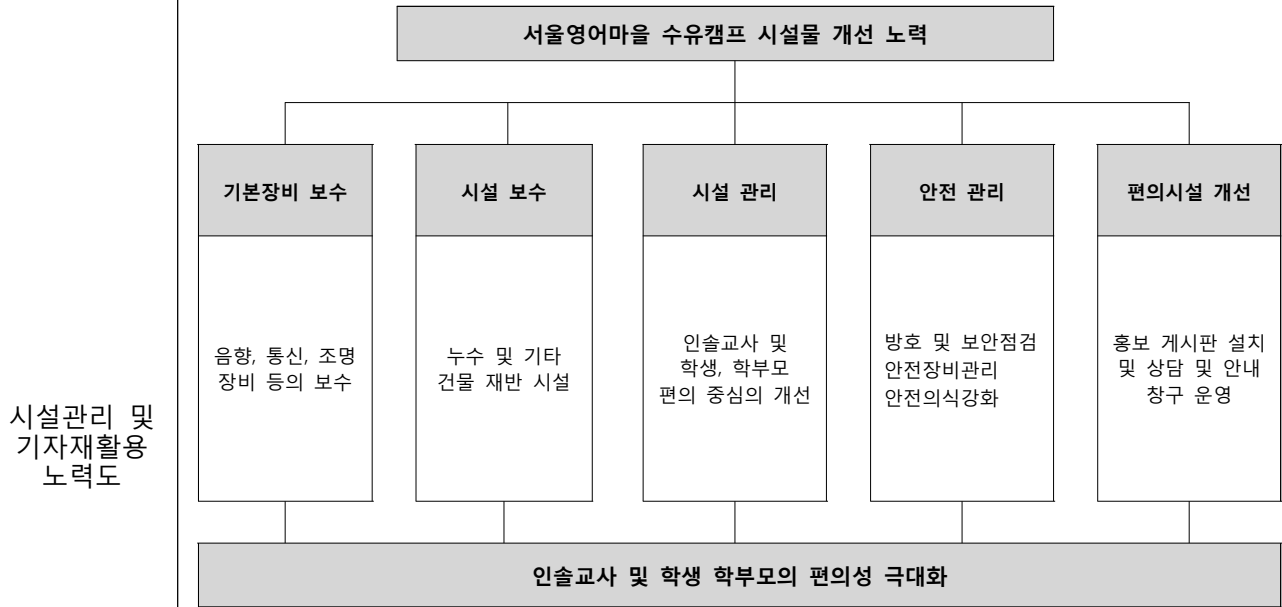 서울영어마을 수유캠프 시설물 개선 노력
기본장비 보수
시설 보수
시설 관리
안전 관리
편의시설 개선
음향, 통신, 조명
장비 등의 보수
누수 및 기타
건물 재반 시설
인솔교사 및
학생, 학부모
편의 중심의 개선
방호 및 보안점검
안전장비관리
안전의식강화
홍보 게시판 설치
및 상담 및 안내
창구 운영
시설관리 및
기자재활용
노력도
인솔교사 및 학생 학부모의 편의성 극대화